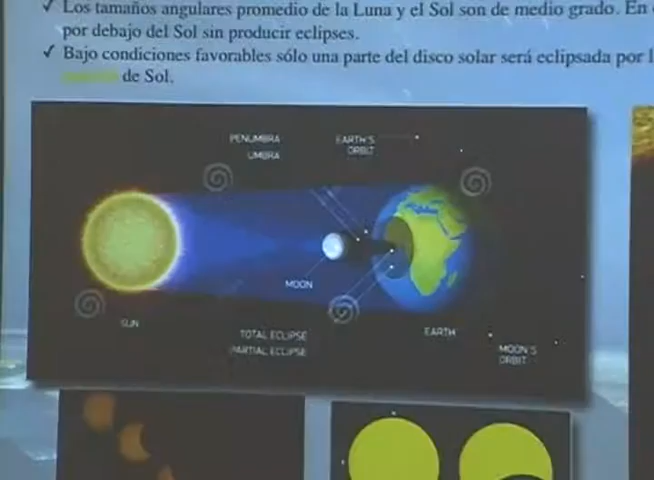 ✓ Los tamaños angulares promedio de la Luna y el Sol son de medio grado. En
por debajo del Sol sin producir eclipses.
✓ Bajo condiciones favorables sólo una parte del disco solar será eclipsada por l
de Sol.
PENUMBRA
UMBRA
EARTH'S
ORBIT
MOON
SUN
TOTAL ECLIPSE
PARTIAL ECLIPSE
EARTH
MOON'S
ORBIT